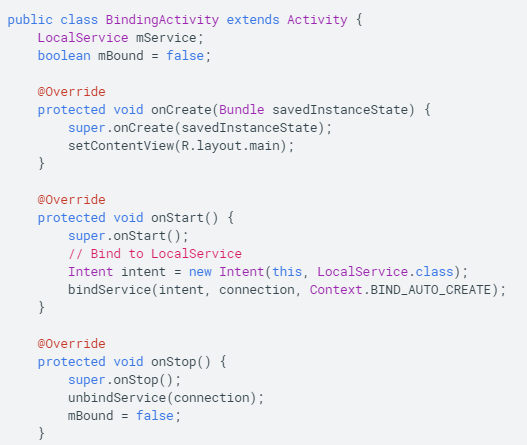 public class BindingActivity extends Activity {
    LocalService mService;
    boolean mBound = false;

    @Override
    protected void onCreate(Bundle savedInstanceState) {
        super.onCreate(savedInstanceState);
        setContentView(R.layout.main);
    }

    @Override
    protected void onStart() {
        super.onStart();
        // Bind to LocalService
        Intent intent = new Intent(this, LocalService.class);
        bindService(intent, connection, Context.BIND_AUTO_CREATE);
    }

    @Override
    protected void onStop() {
        super.onStop();
        unbindService(connection);
        mBound = false;
    }